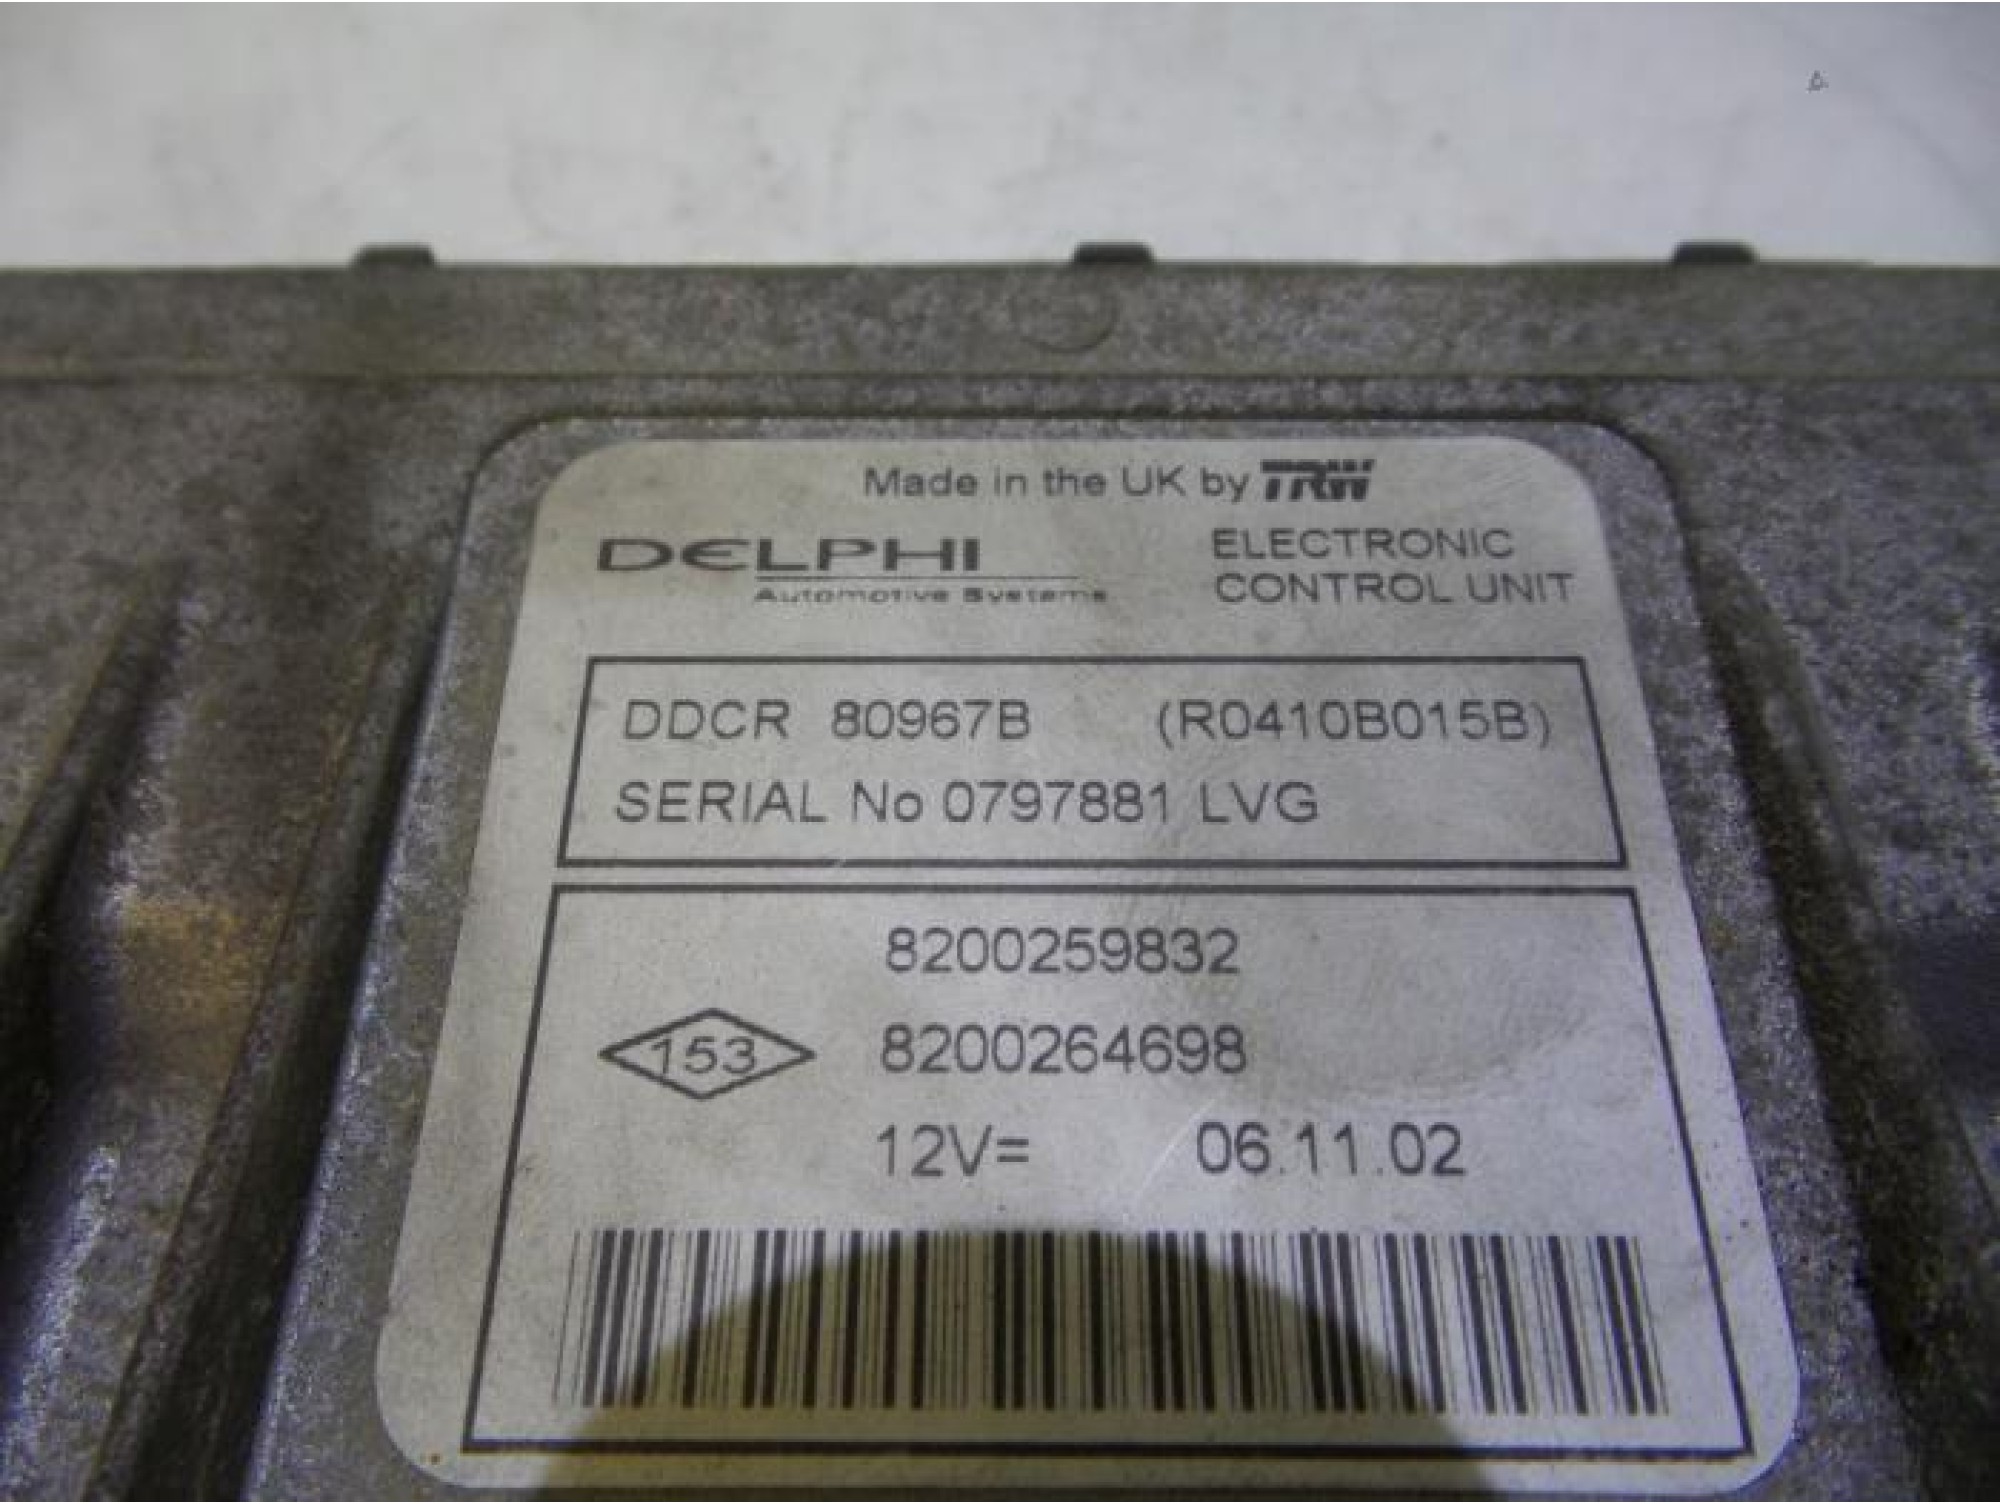 Made in the UK by TRW
DELPHI
Automotive Systems
ELECTRONIC
CONTROL UNIT
DDCR 80967B (R0410B015B)
SERIAL No 0797881 LVG
8200259832
153 8200264698
12V= 06.11.02